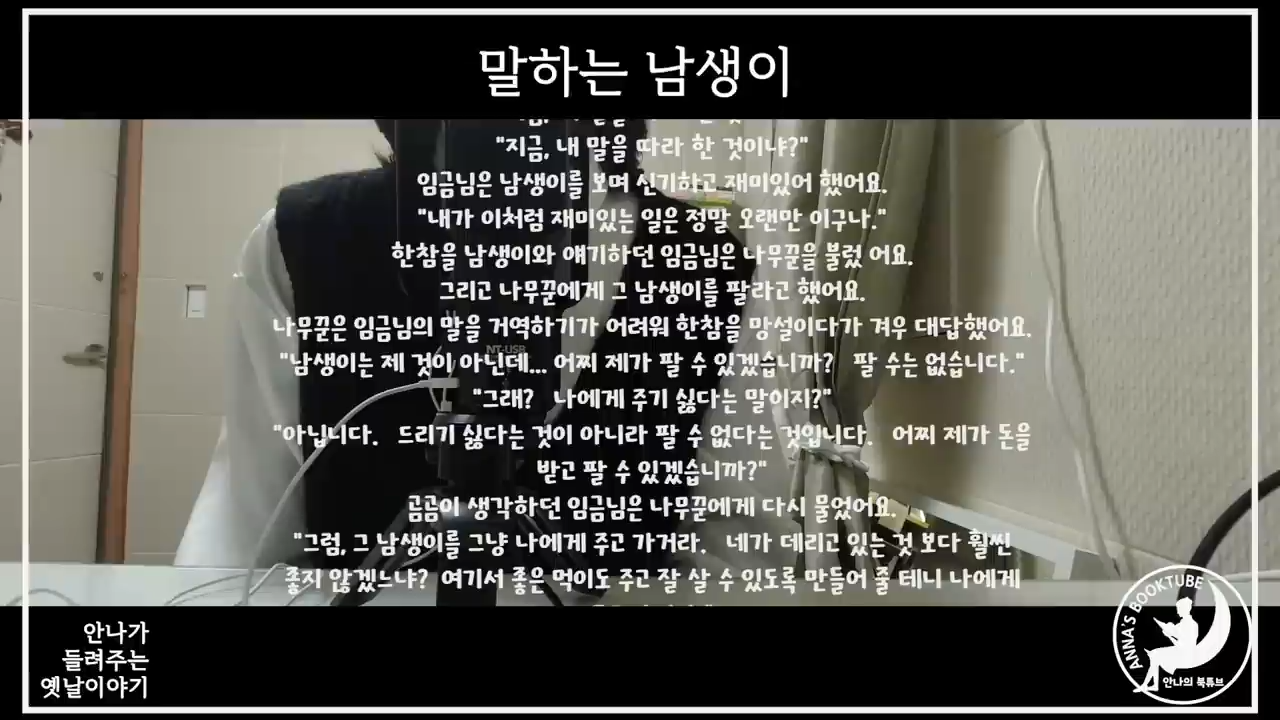 말하는 남생이
"지금, 내 말을 따라 한 것이냐?"
임금님은 남생이를 보며 신기하고 재미있어 했어요.
"내가 이처럼 재미있는 일은 정말 오랜만 이구나."
한참을 남생이와 얘기하던 임금님은 나무꾼을 불렀 어요.
그리고 나무꾼에게 그 남생이를 팔라고 했어요.
나무꾼은 임금님의 말을 거역하기가 어려워 한참을 망설이다가 겨우 대답했어요.
"남생이는 제 것이 아닌데... 어찌 제가 팔 수 있겠습니까? 팔 수는 없습니다."
NT-USB
"그래? 나에게 주기 싫다는 말이지?"
"아닙니다. 드리기 싫다는 것이 아니라 팔 수 없다는 것입니다. 어찌 제가 돈을
받고 팔 수 있겠습니까?"
곰곰이 생각하던 임금님은 나무꾼에게 다시 물었어요.
"그럼, 그 남생이를 그냥 나에게 주고 가거라. 네가 데리고 있는 것 보다 훨씬
좋지 않겠느냐? 여기서 좋은 먹이도 주고 잘 살 수 있도록 만들어 줄 테니 나에게
안나가
들려주는
옛날이야기
ANNA'S BOOKTUBE
안나의 북튜브